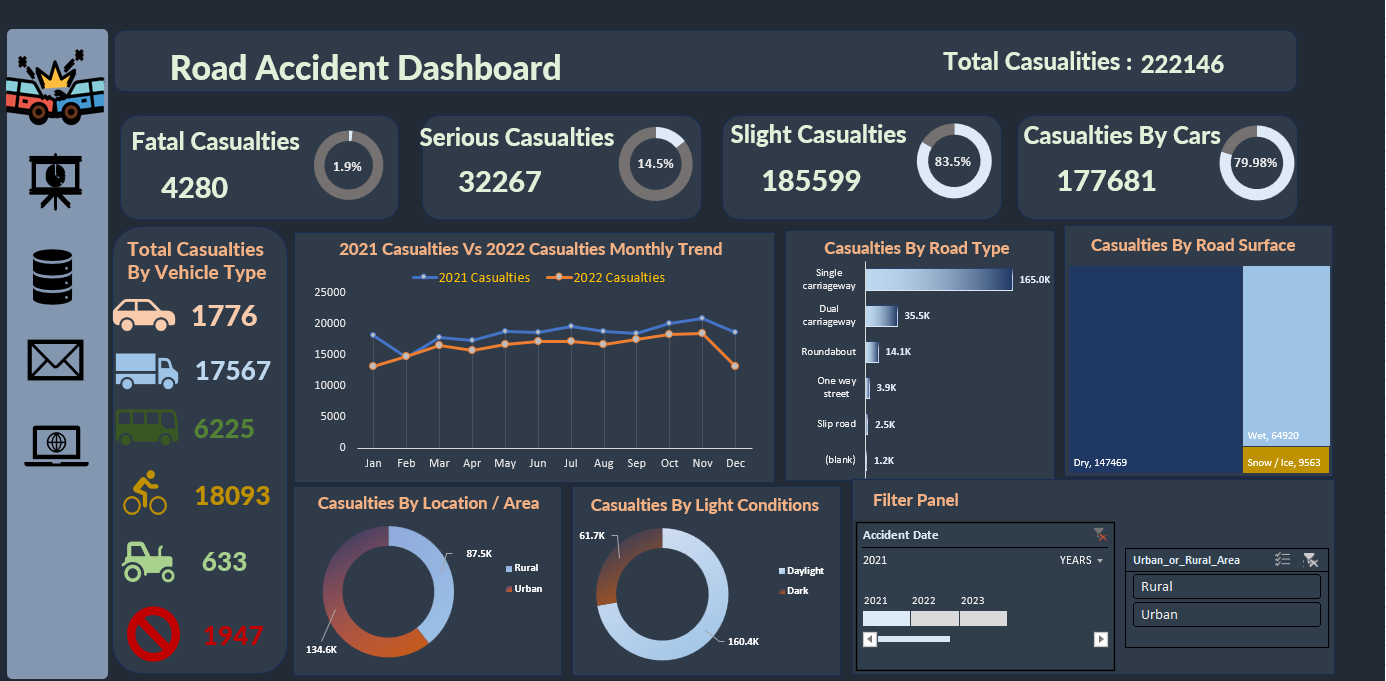 Road Accident Dashboard
Total Casualities : 222146
Fatal Casualties
4280
1.9%
Serious Casualties
32267
14.5%
Slight Casualties
185599
83.5%
Casualties By Cars
177681
79.98%
Total Casualties
By Vehicle Type
1776
17567
6225
18093
633
1947
2021 Casualties Vs 2022 Casualties Monthly Trend
2021 Casualties 2022 Casualties
25000
20000
15000
10000
5000
0
Jan Feb Mar Apr May Jun Jul Aug Sep Oct Nov Dec
Casualties By Road Type
Single
carriageway
165.0K
Dual
carriageway
35.5K
Roundabout 14.1K
One way
street
3.9K
Slip road 2.5K
(blank) 1.2K
Casualties By Road Surface
Dry, 147469
Wet, 64920
Snow / Ice, 9563
Casualties By Location / Area
87.5K
134.6K
Rural
Urban
Casualties By Light Conditions
61.7K
160.4K
Daylight
Dark
Filter Panel
Accident Date
2021 YEARS
2021 2022 2023
Urban_or_Rural_Area
Rural
Urban